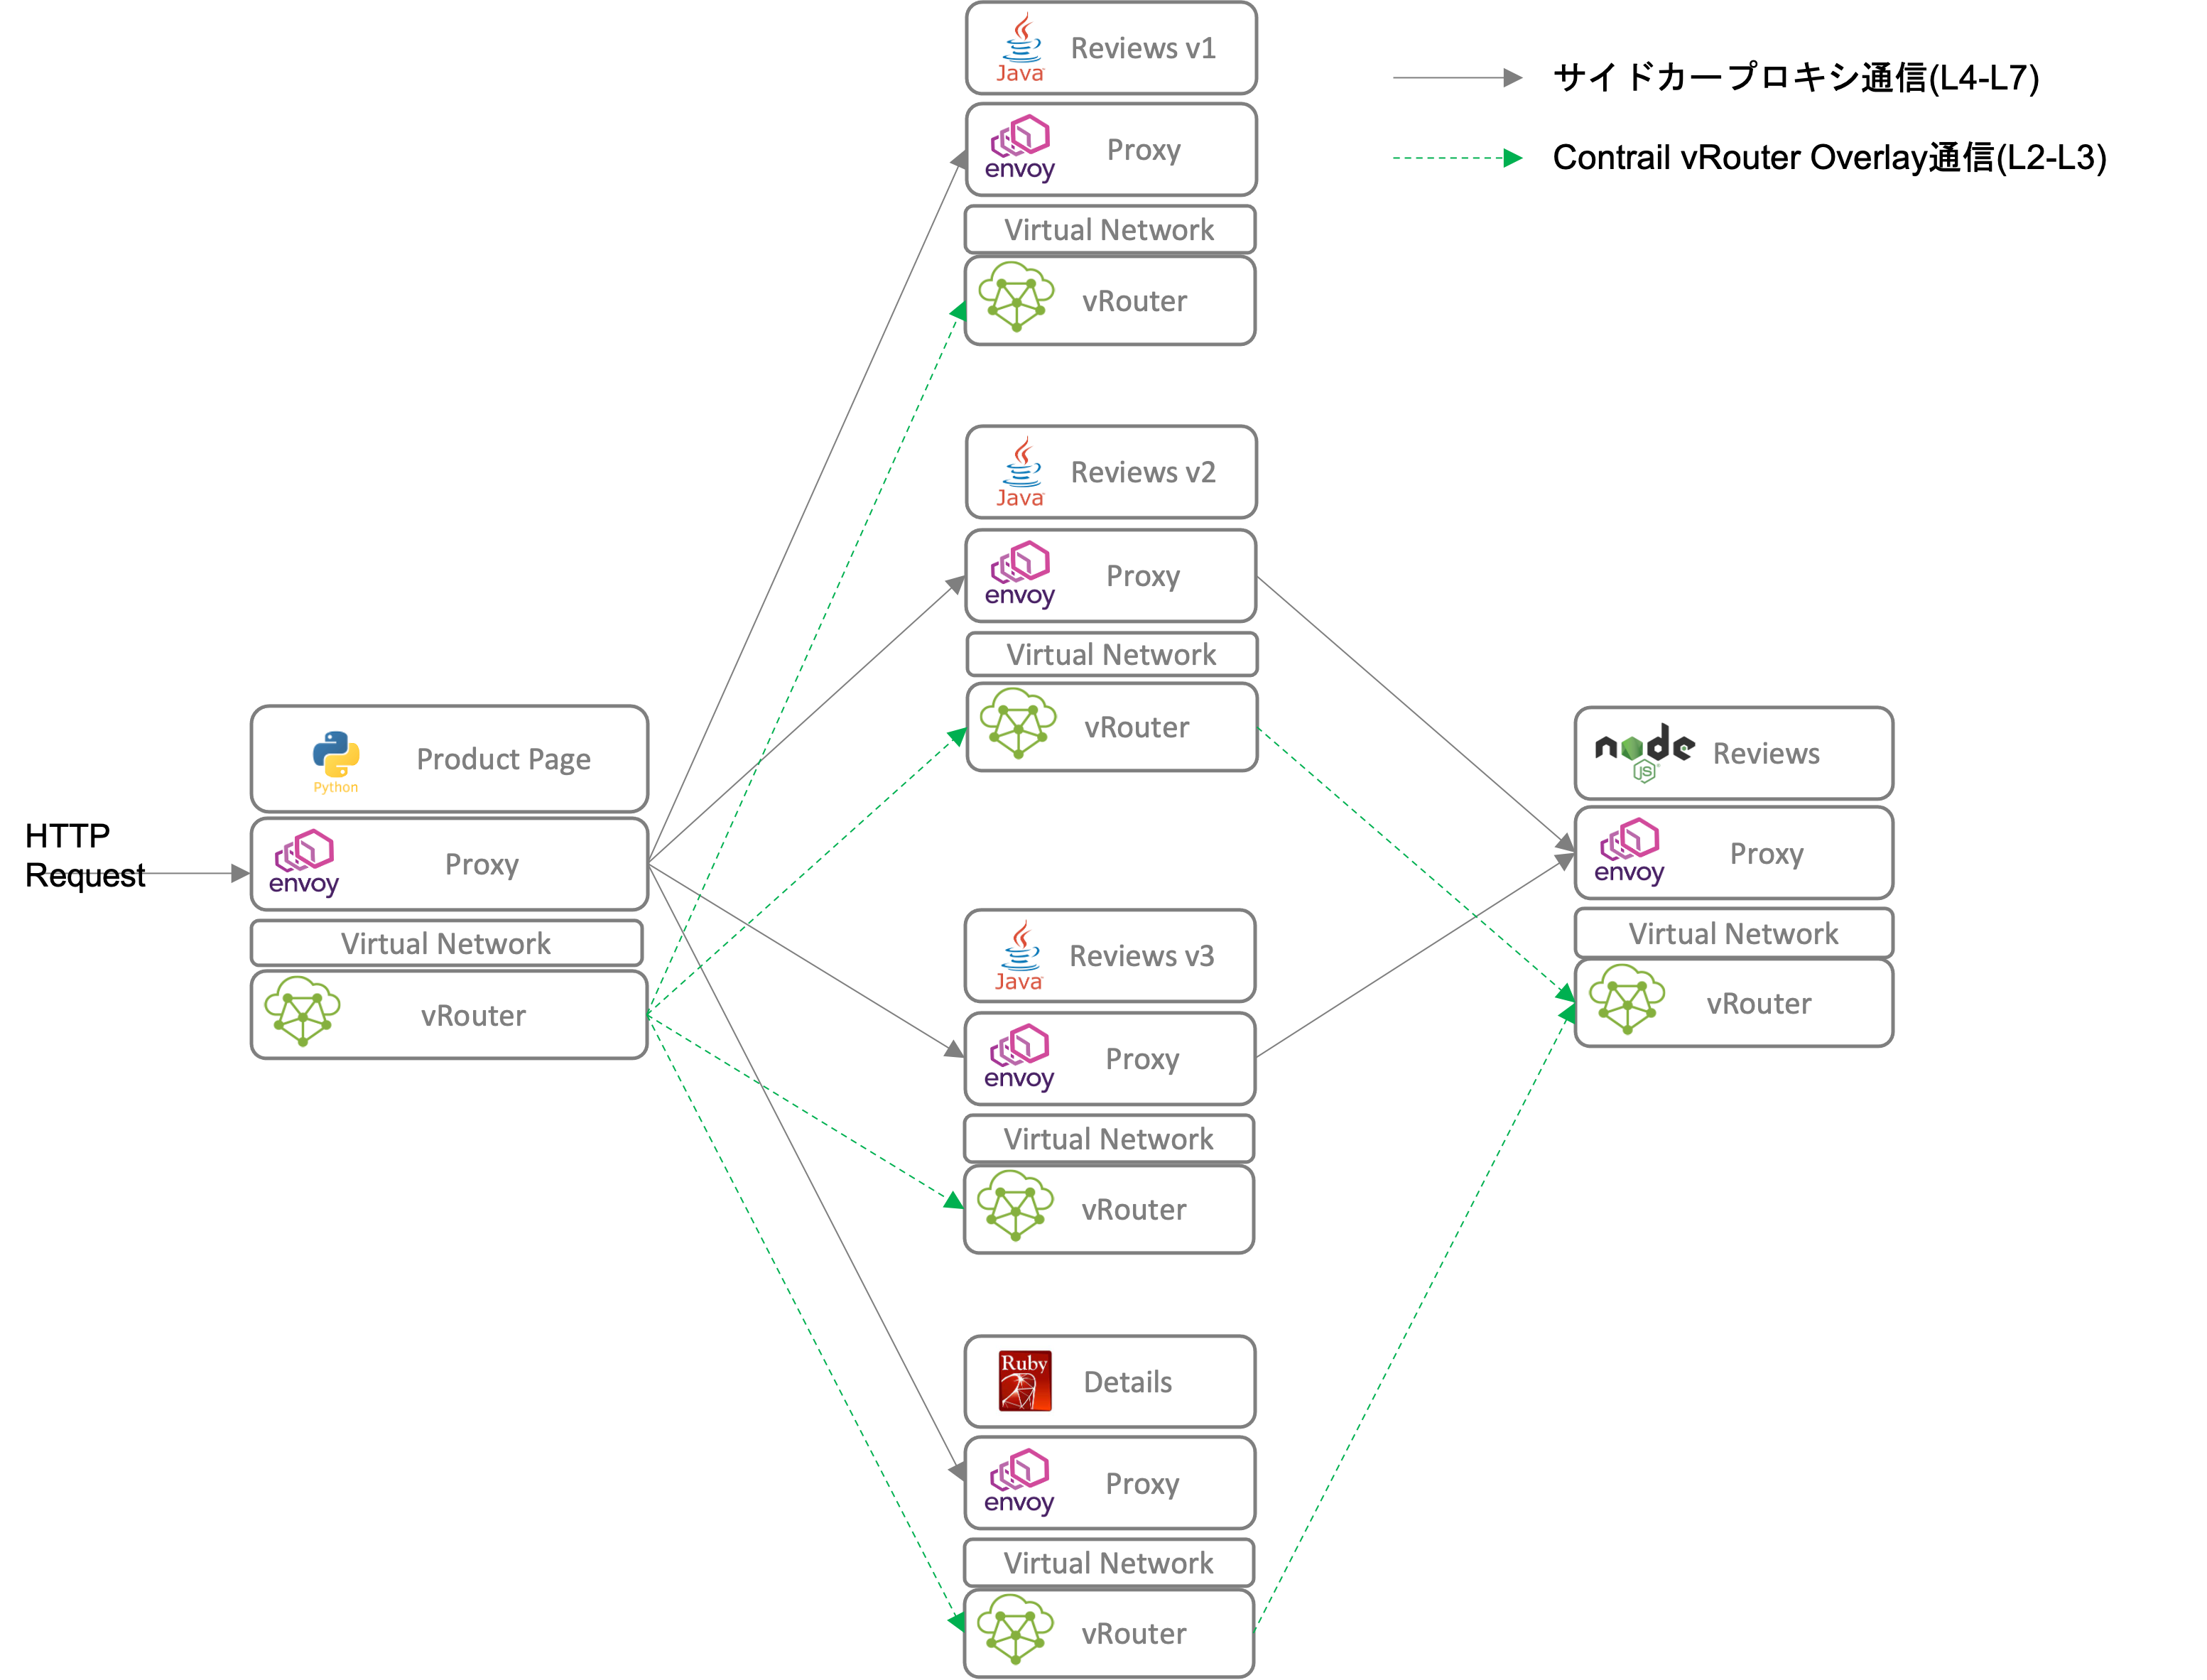 Java
Reviews v1
envoy
Proxy
Virtual Network
vRouter
サイドカープロキシ通信(L4-L7)
Contrail vRouter Overlay通信(L2-L3)
Java
Reviews v2
envoy
Proxy
Virtual Network
vRouter
HTTP
Request
Python
Product Page
envoy
Proxy
Virtual Network
vRouter
Java
Reviews v3
envoy
Proxy
Virtual Network
vRouter
node
JS
Reviews
envoy
Proxy
Virtual Network
vRouter
Ruby
Details
envoy
Proxy
Virtual Network
vRouter